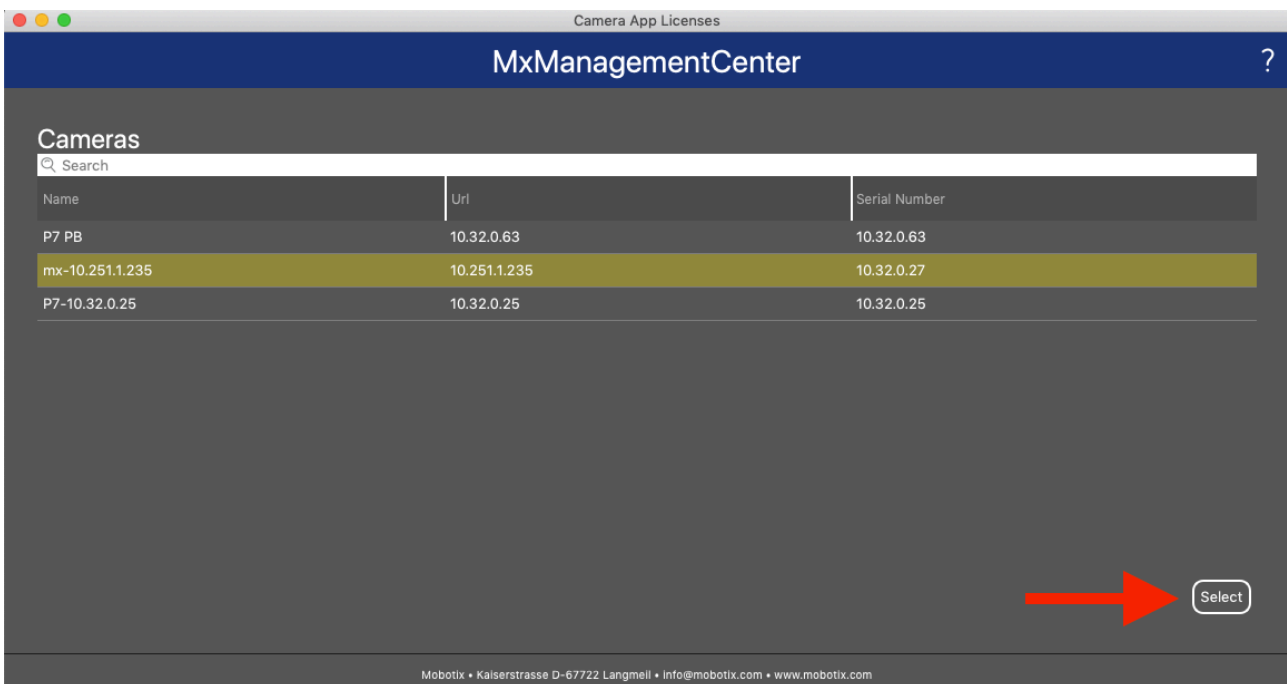 Camera App Licenses
MxManagementCenter ?
Cameras
Search
Name Url Serial Number
P7 PB 10.32.0.63 10.32.0.63
mx-10.251.1.235 10.251.1.235 10.32.0.27
P7-10.32.0.25 10.32.0.25 10.32.0.25
Select
Mobotix • Kaiserstrasse D-67722 Langmeil • info@mobotix.com • www.mobotix.com